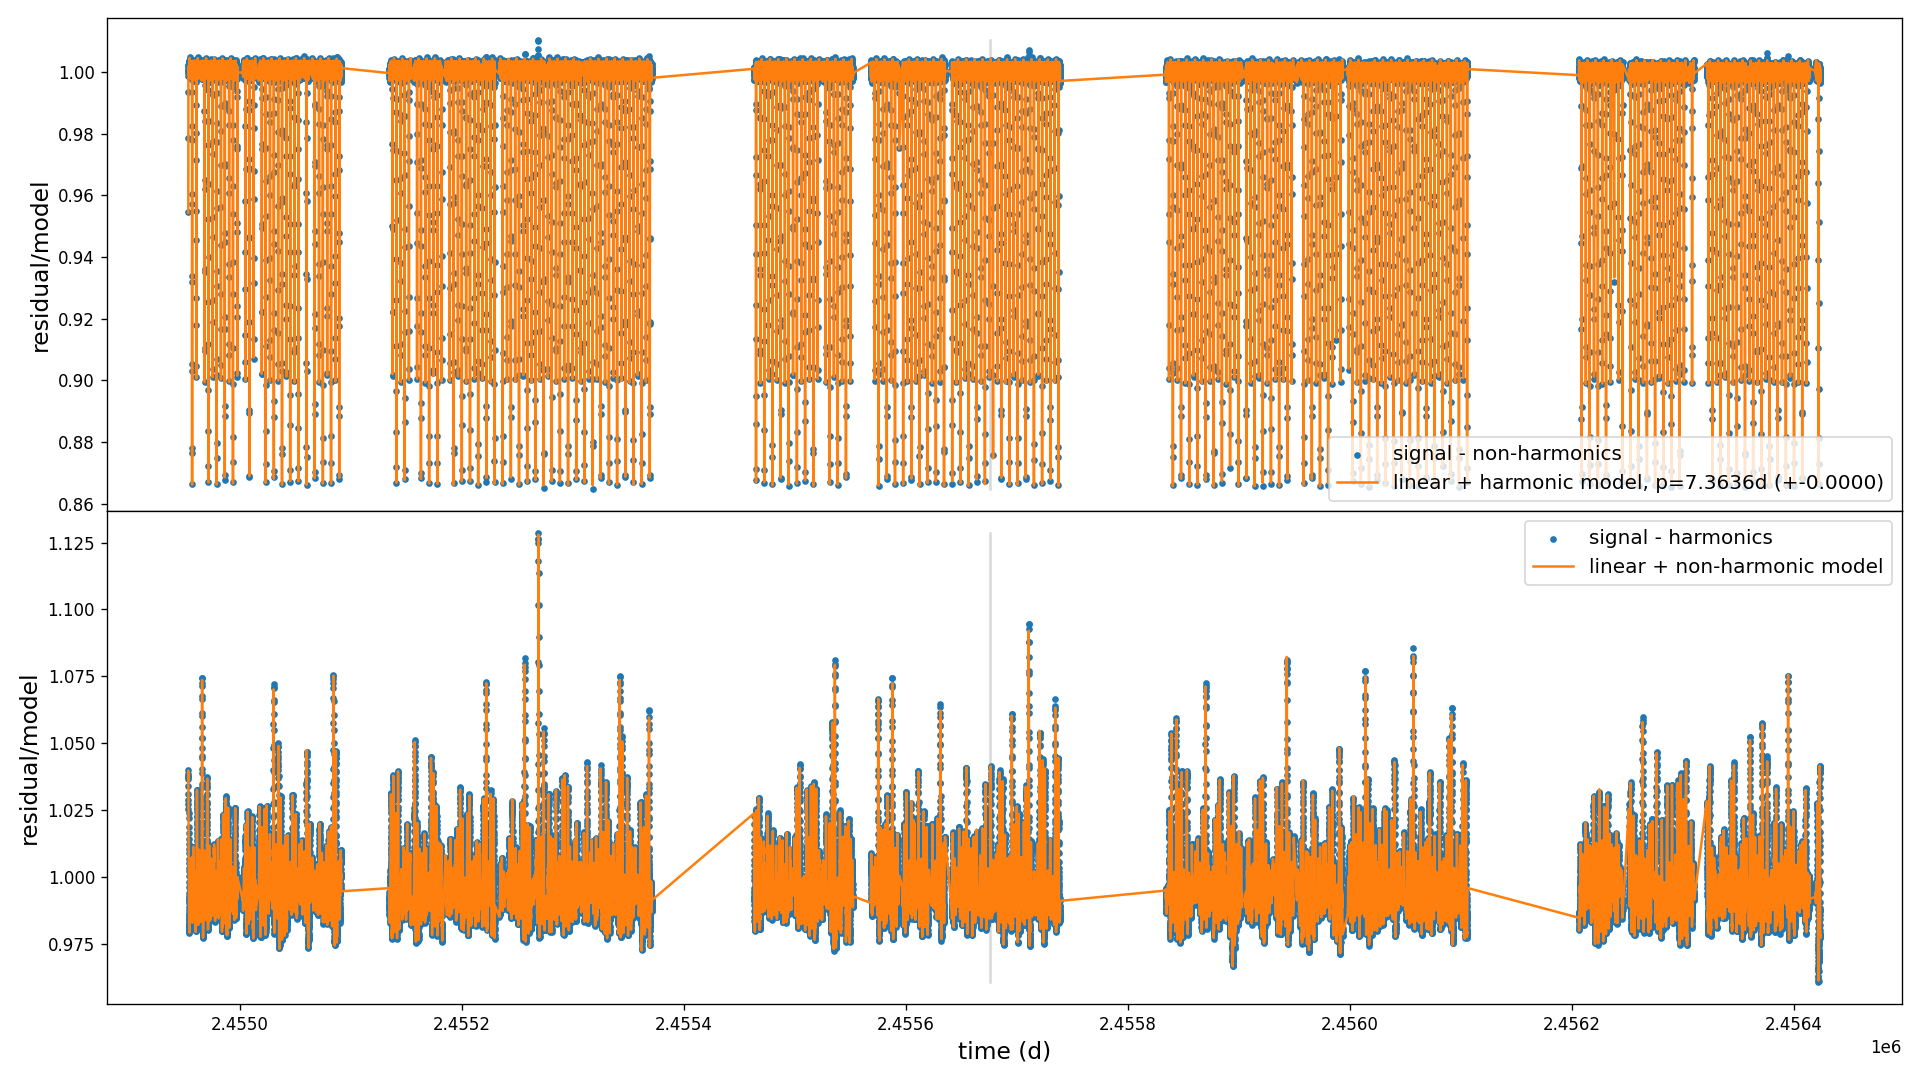 residual/model
1.00
0.98
0.96
0.94
0.92
0.90
0.88
0.86
signal - non-harmonics
linear + harmonic model, p=7.3636d (+-0.0000)
residual/model
1.125
1.100
1.075
1.050
1.025
1.000
0.975
signal - harmonics
linear + non-harmonic model
2.4550
2.4552
2.4554
2.4556
2.4558
2.4560
2.4562
2.4564
1e6
time (d)